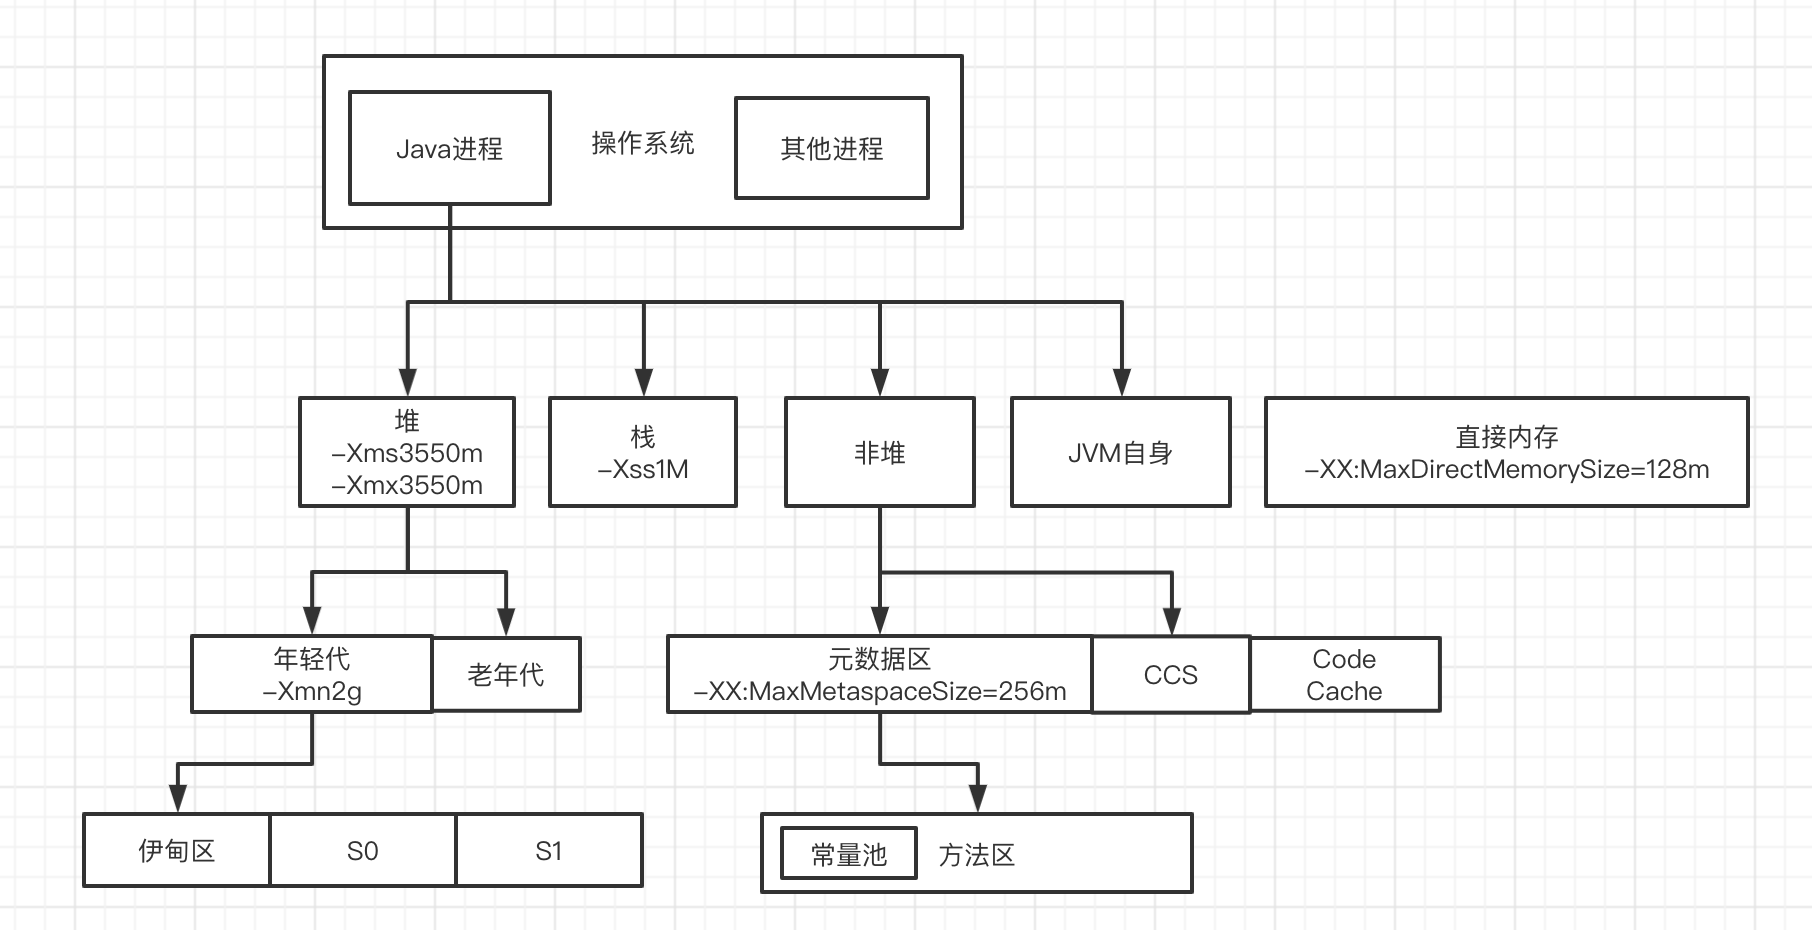 Java进程
操作系统
其他进程
堆
-Xms3550m
-Xmx3550m
栈
-Xss1M
非堆
JVM自身
直接内存
-XX:MaxDirectMemorySize=128m
年轻代
-Xmn2g
老年代
元数据区
-XX:MaxMetaspaceSize=256m
CCS
Code
Cache
伊甸区
S0
S1
常量池
方法区